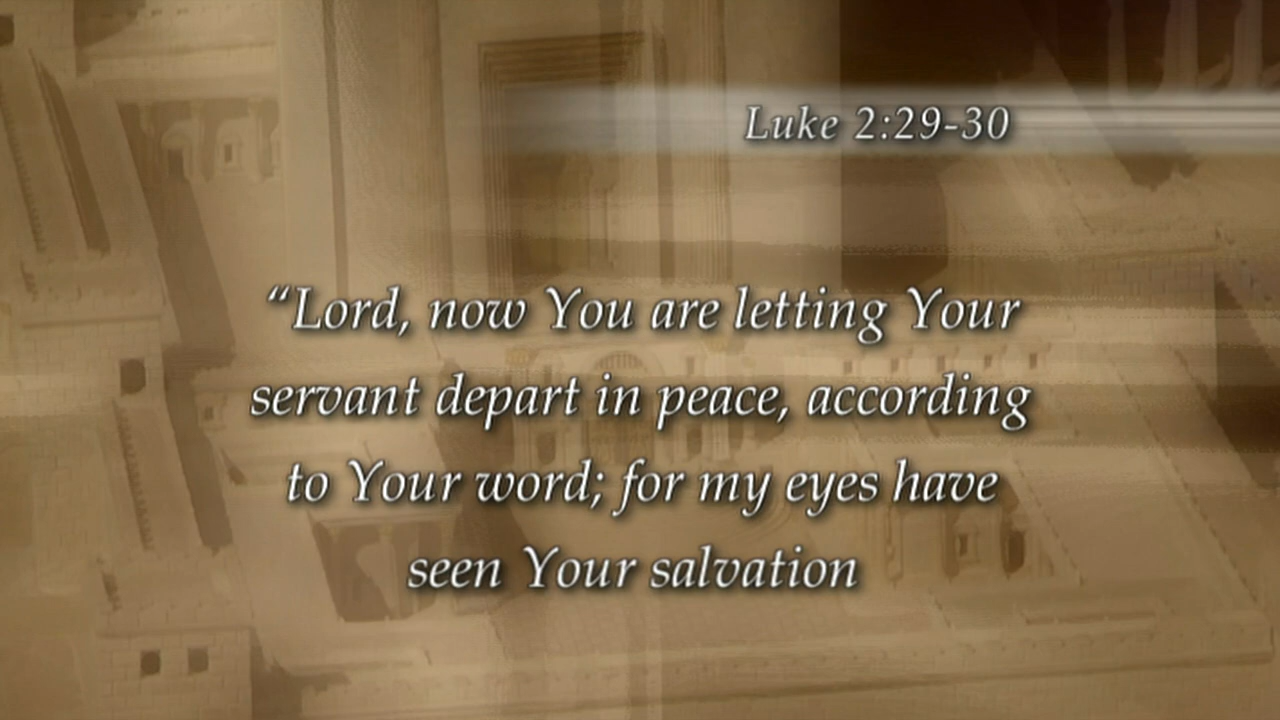 Luke 2:29-30
“Lord, now You are letting Your
servant depart in peace, according
to Your word; for my eyes have
seen Your salvation